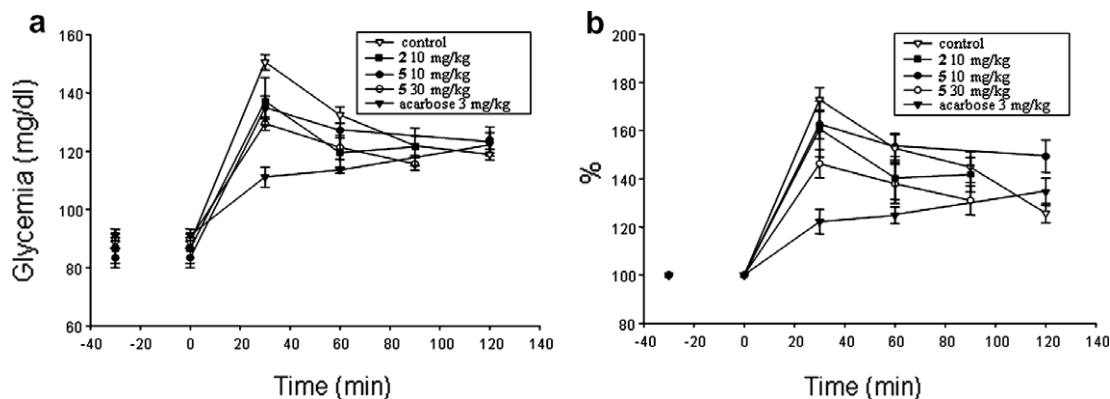 a
160
140
120
100
80
60
Glycemia (mg/dl)
-40 -20 0 20 40 60 80 100 120 140
Time (min)
control
2 10 mg/kg
5 10 mg/kg
5 30 mg/kg
acarbose 3 mg/kg
b
200
180
160
140
120
100
80
%
-40 -20 0 20 40 60 80 100 120 140
Time (min)
control
2 10 mg/kg
5 10 mg/kg
5 30 mg/kg
acarbose 3 mg/kg